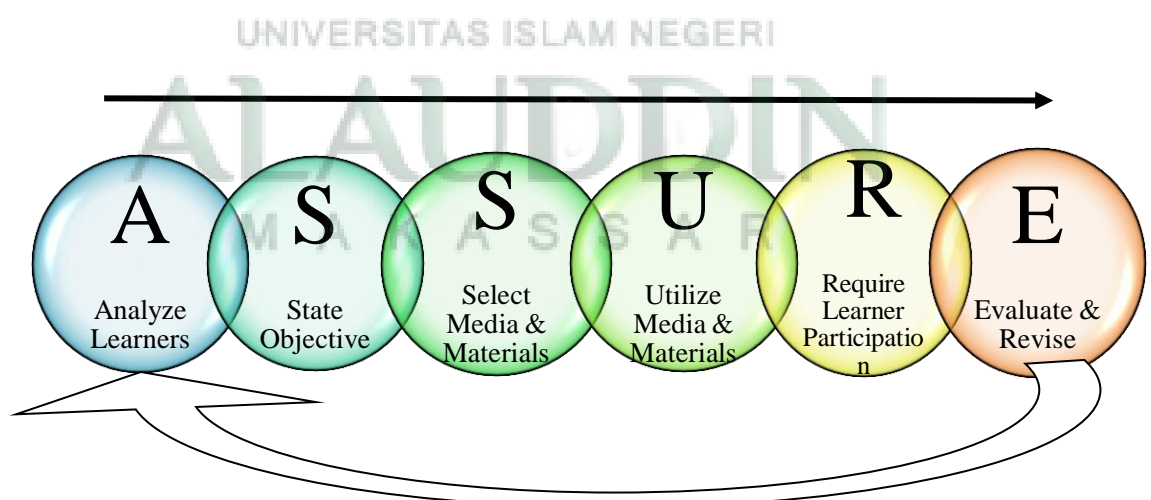 UNIVERSITAS ISLAM NEGERI
ALAUDDIN
MAKASSAR
A
Analyze
Learners
S
State
Objective
S
Select
Media &
Materials
U
Utilize
Media &
Materials
R
Require
Learner
Participatio
n
E
Evaluate &
Revise